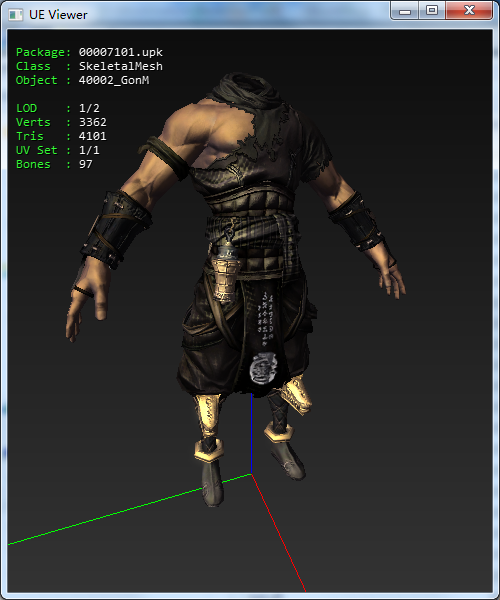 UE Viewer
Package: 00007101.upk
Class  : SkeletalMesh
Object : 40002_GonM
LOD    : 1/2
Verts  : 3362
Tris   : 4101
UV Set : 1/1
Bones  : 97